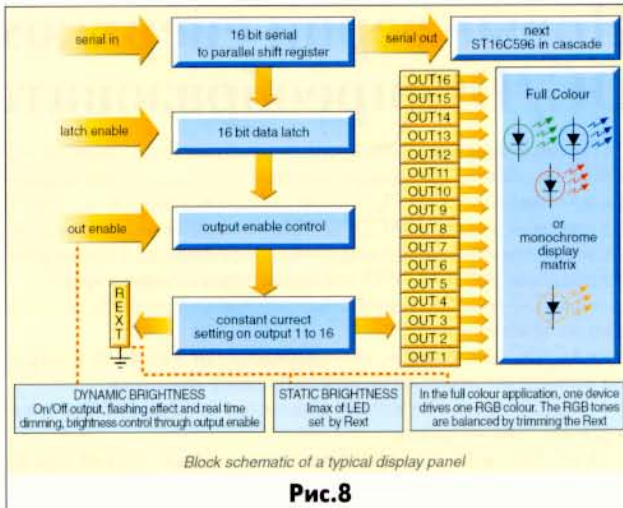 serial in
16 bit serial
to parallel shift register
serial out
next
ST16C596 in cascade
latch enable
16 bit data latch
out enable
output enable control
REXT
constant currect
setting on output 1 to 16
OUT16
OUT15
OUT14
OUT13
OUT12
OUT11
OUT10
OUT 9
OUT 8
OUT 7
OUT 6
OUT 5
OUT 4
OUT 3
OUT 2
OUT 1
Full Colour
or
monochrome
display
matrix
DYNAMIC BRIGHTNESS
On/Off output, flashing effect and real time
dimming, brightness control through output enable
STATIC BRIGHTNESS
Imax of LED
set by Rext
In the full colour application, one device
drives one RGB colour. The RGB tones
are balanced by trimming the Rext
Block schematic of a typical display panel
Рис.8